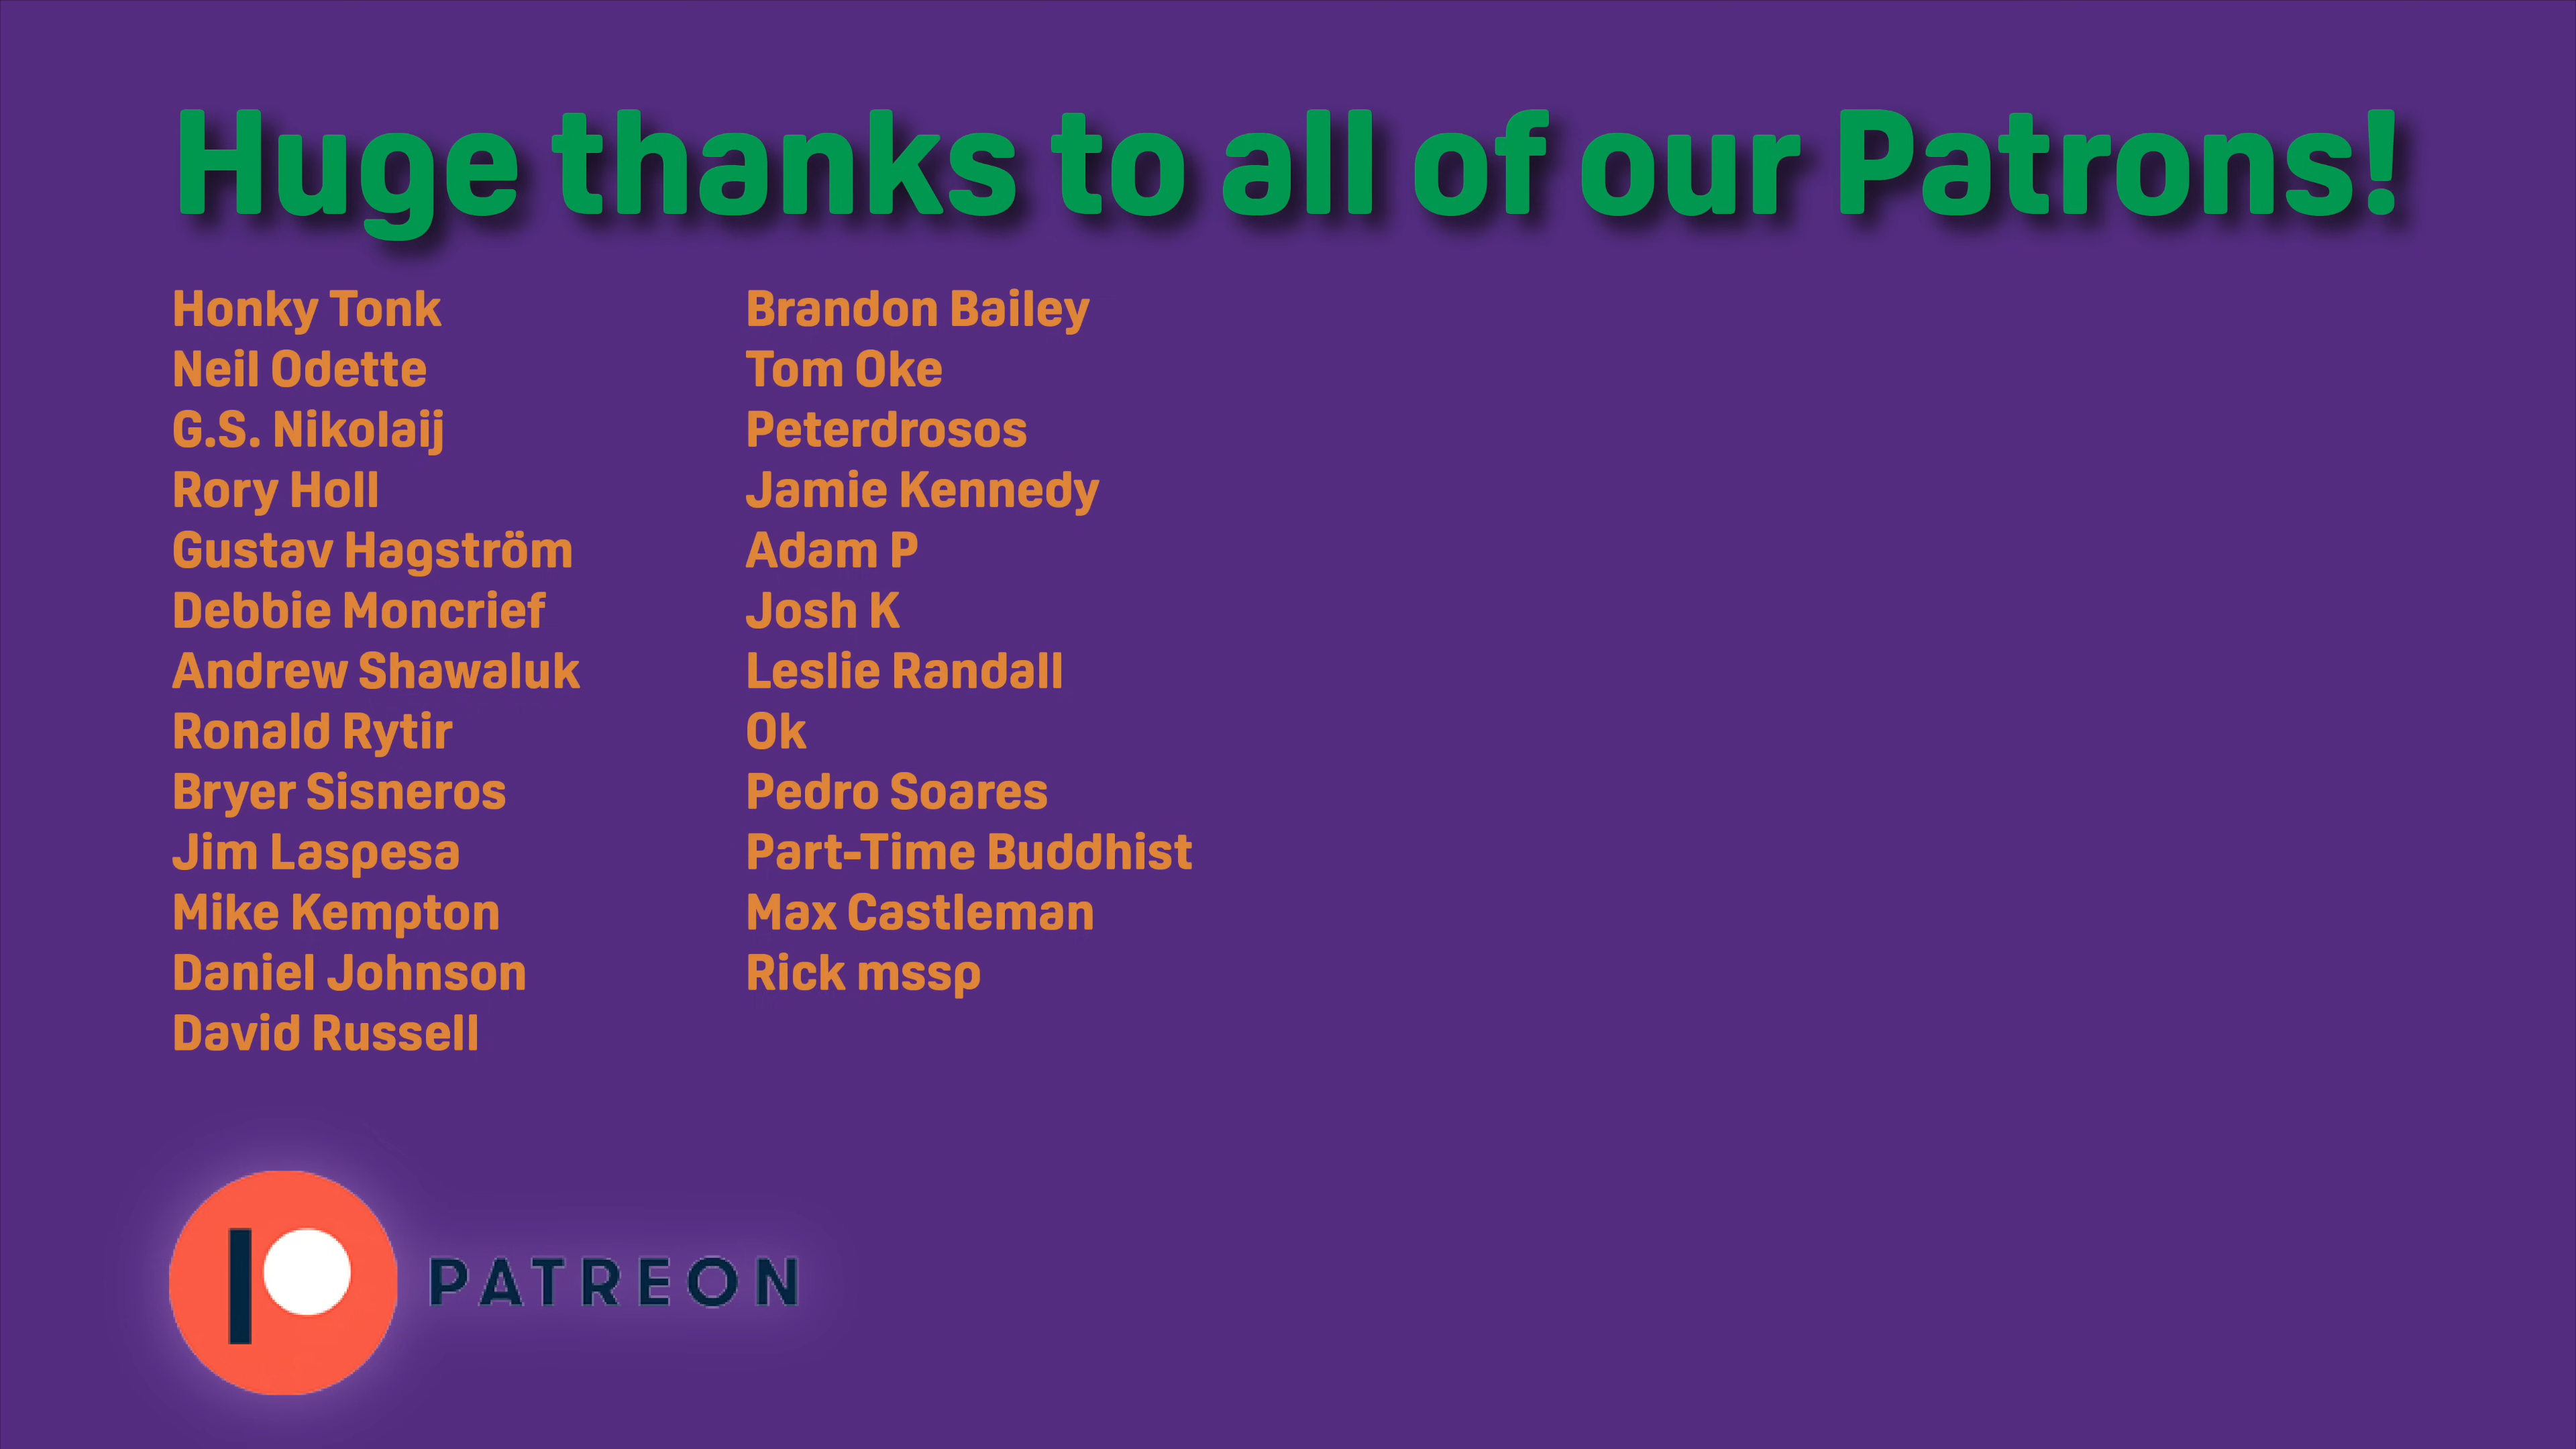 Huge thanks to all of our Patrons!
Honky Tonk
Neil Odette
G.S. Nikolaij
Rory Holl
Gustav Hagström
Debbie Moncrief
Andrew Shawaluk
Ronald Rytir
Bryer Sisneros
Jim Laspesa
Mike Kempton
Daniel Johnson
David Russell
Brandon Bailey
Tom Oke
Peterdrosos
Jamie Kennedy
Adam P
Josh K
Leslie Randall
Ok
Pedro Soares
Part-Time Buddhist
Max Castleman
Rick mssp
PATREON